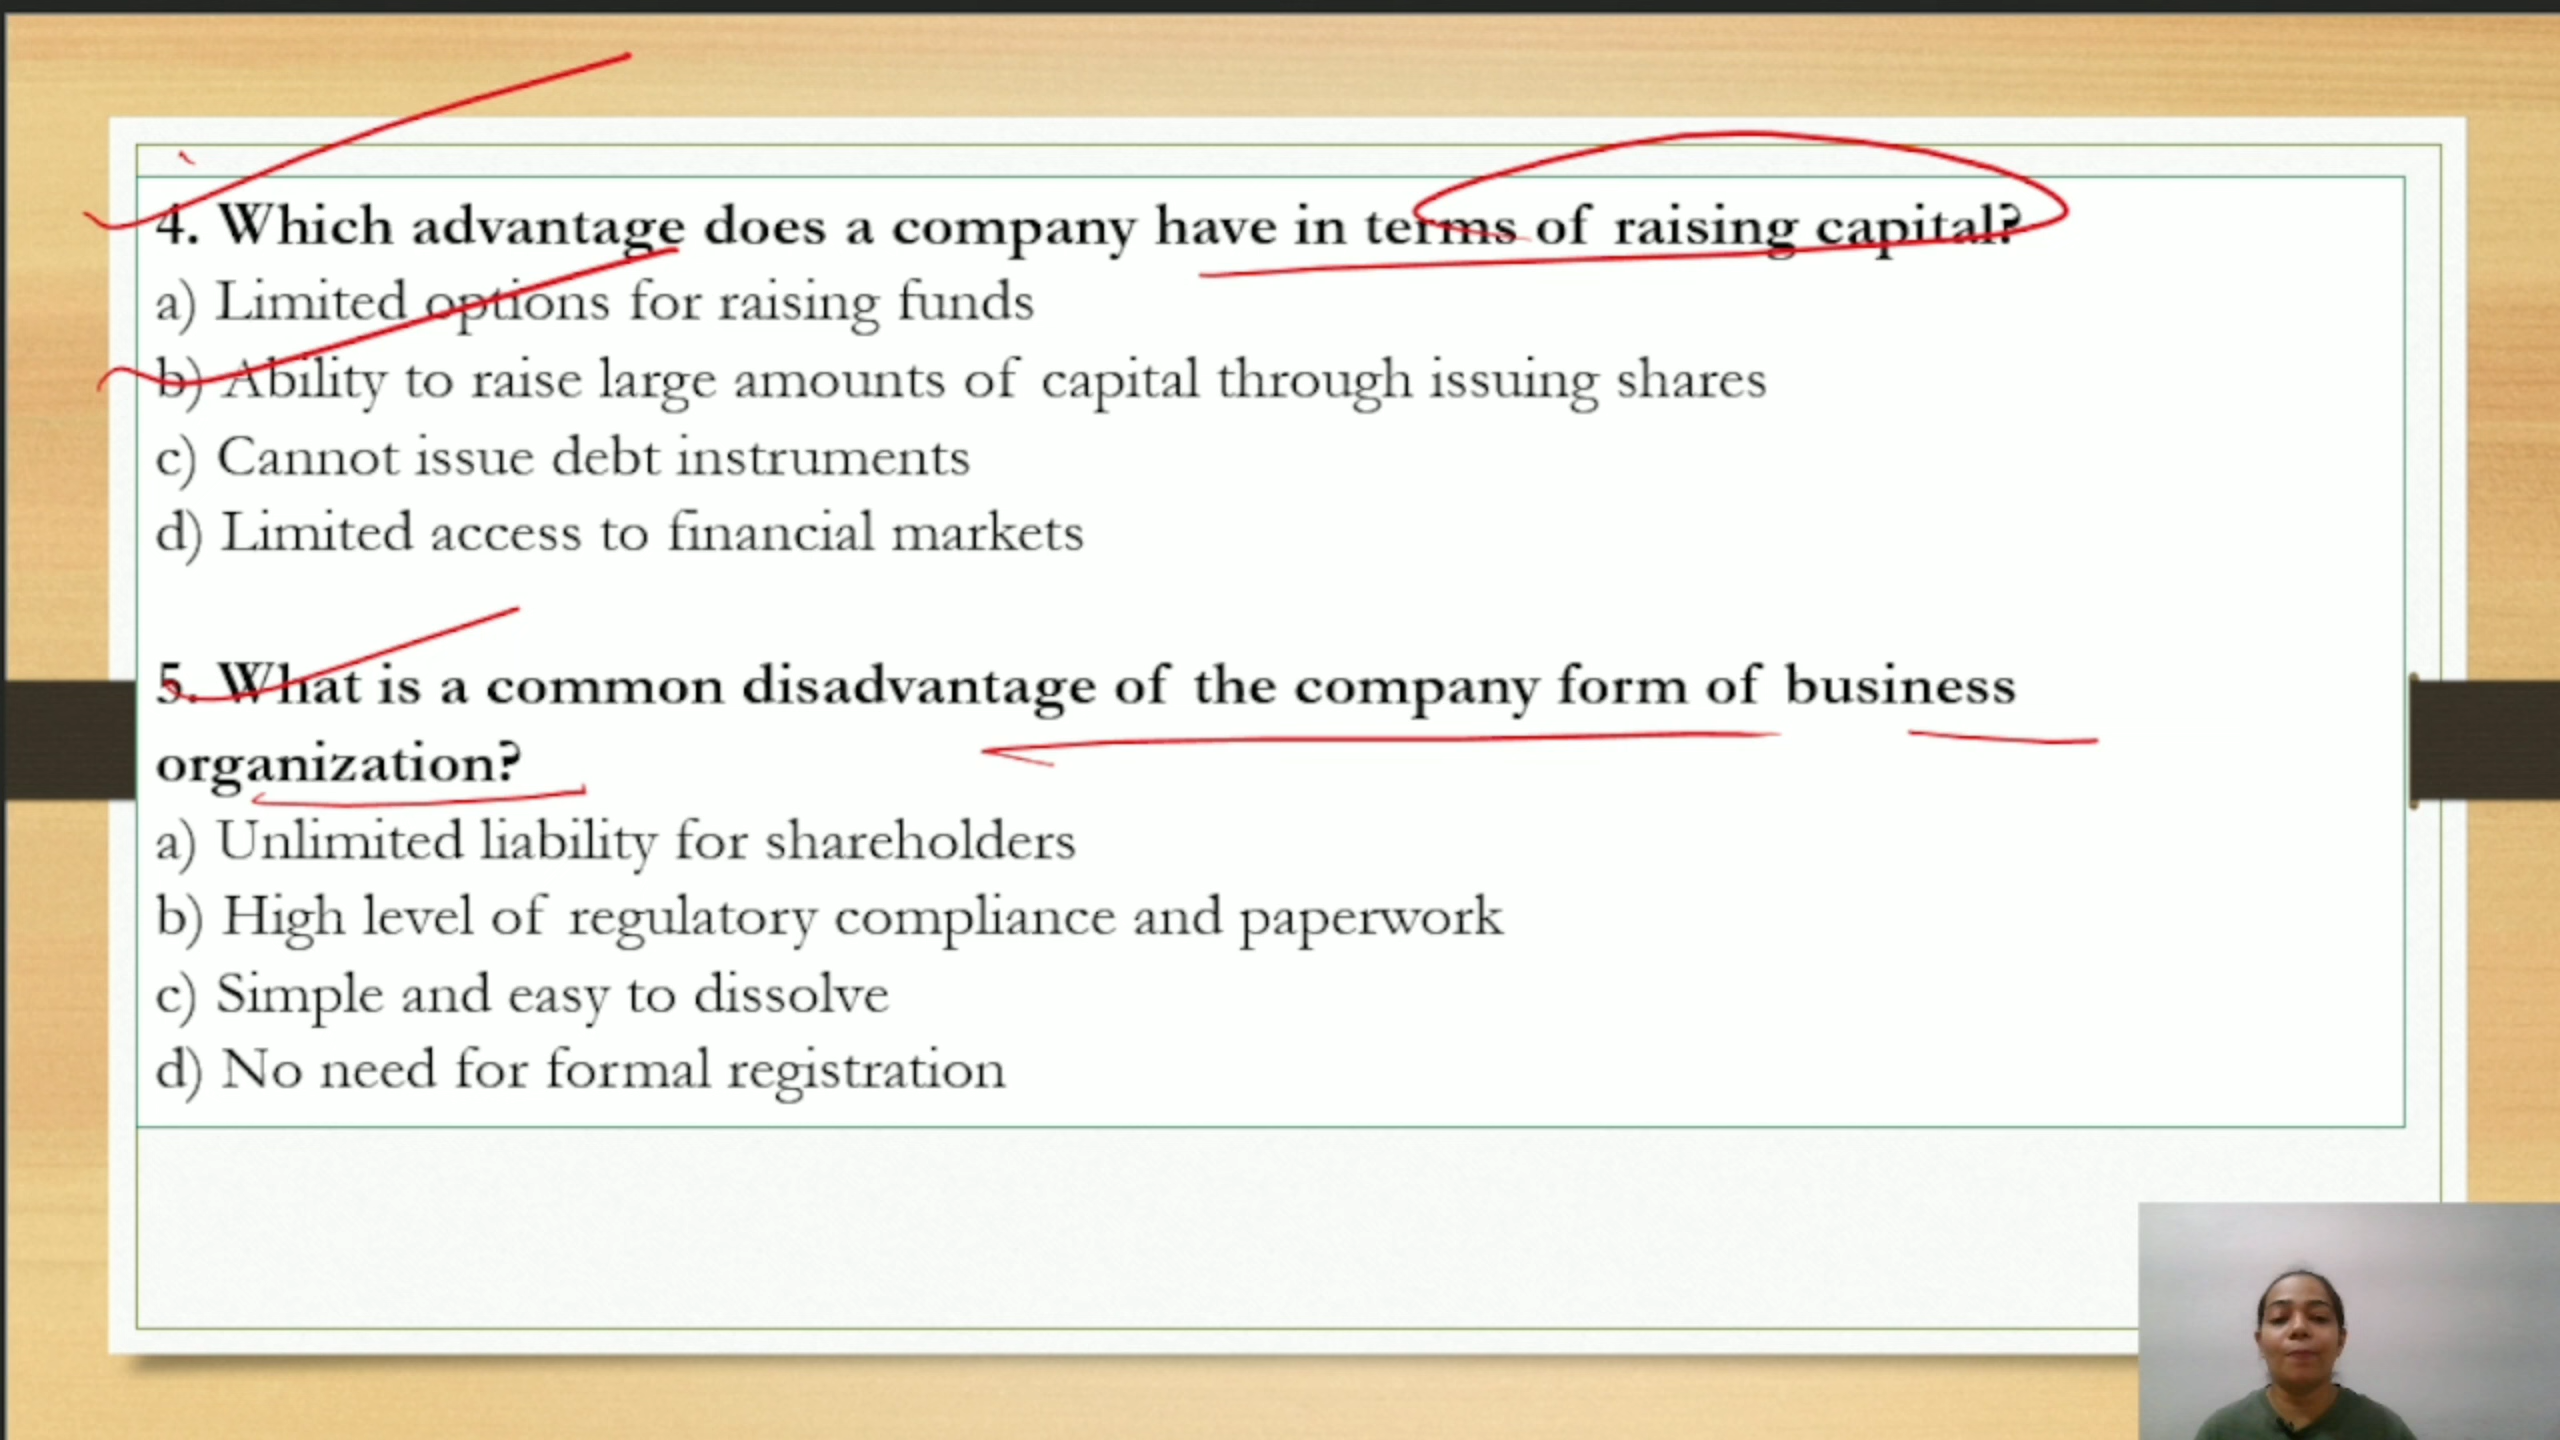 4. Which advantage does a company have in terms of raising capital?
a) Limited options for raising funds
b) Ability to raise large amounts of capital through issuing shares
c) Cannot issue debt instruments
d) Limited access to financial markets
5. What is a common disadvantage of the company form of business
organization?
a) Unlimited liability for shareholders
b) High level of regulatory compliance and paperwork
c) Simple and easy to dissolve
d) No need for formal registration